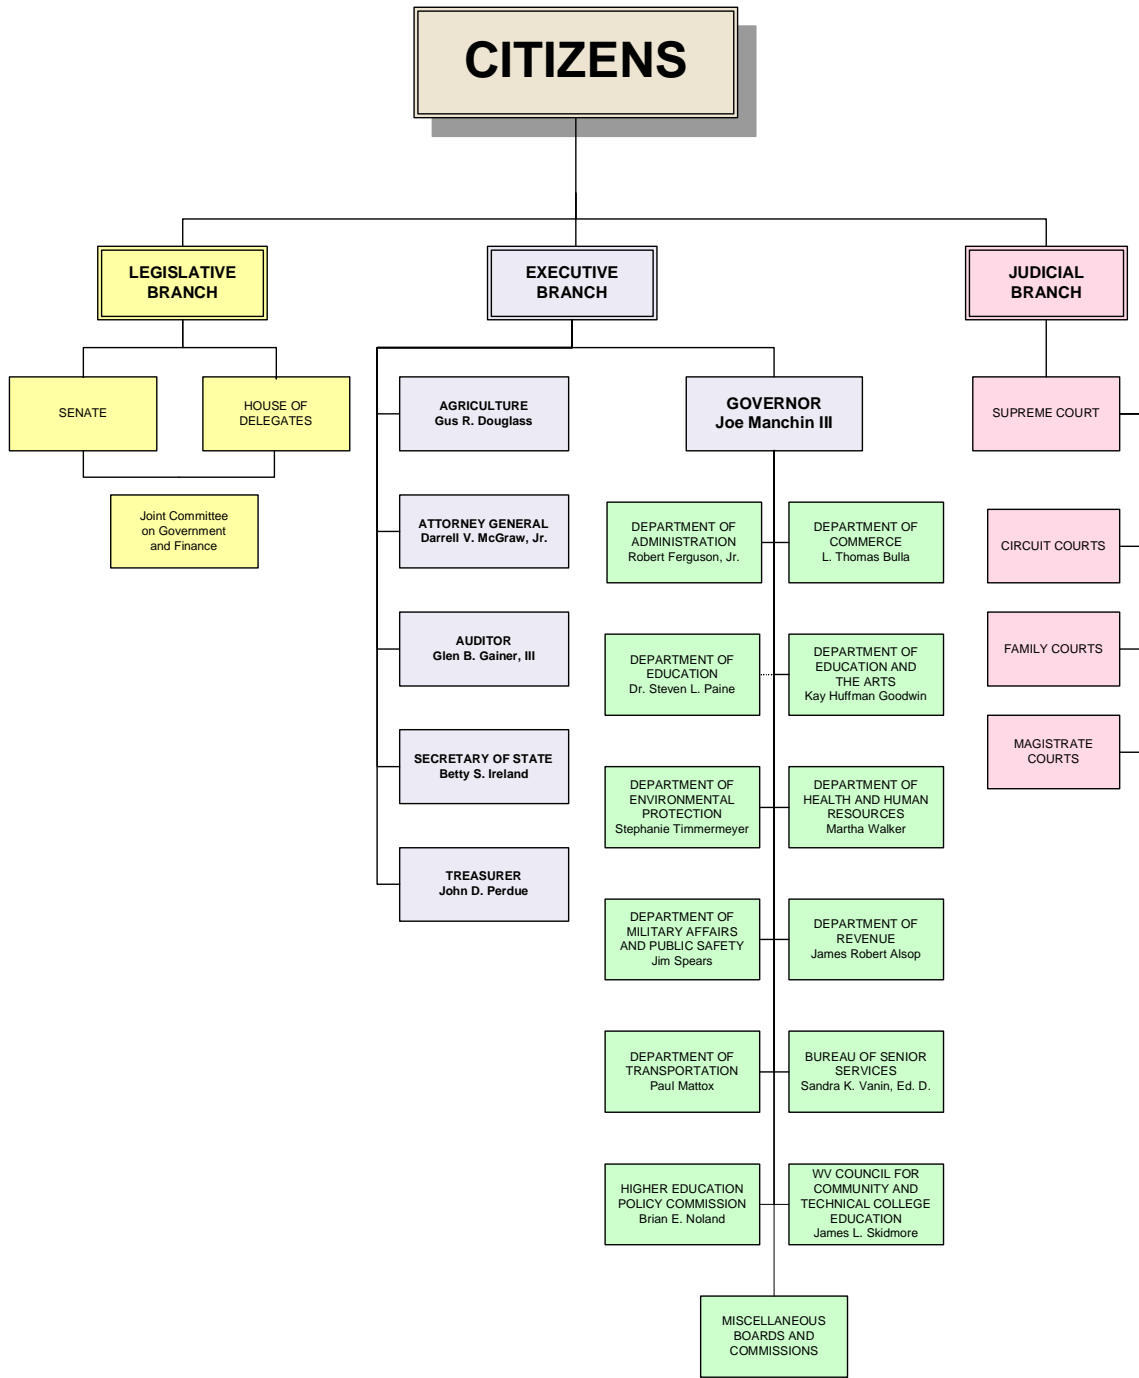 CITIZENS
LEGISLATIVE
BRANCH
EXECUTIVE
BRANCH
JUDICIAL
BRANCH
SENATE
HOUSE OF
DELEGATES
Joint Committee
on Government
and Finance
AGRICULTURE
Gus R. Douglass
ATTORNEY GENERAL
Darrell V. McGraw, Jr.
AUDITOR
Glen B. Gainer, III
SECRETARY OF STATE
Betty S. Ireland
TREASURER
John D. Perdue
GOVERNOR
Joe Manchin III
DEPARTMENT OF
ADMINISTRATION
Robert Ferguson, Jr.
DEPARTMENT OF
COMMERCE
L. Thomas Bulla
DEPARTMENT OF
EDUCATION
Dr. Steven L. Paine
DEPARTMENT OF
EDUCATION AND
THE ARTS
Kay Huffman Goodwin
DEPARTMENT OF
ENVIRONMENTAL
PROTECTION
Stephanie Timmermeyer
DEPARTMENT OF
HEALTH AND HUMAN
RESOURCES
Martha Walker
DEPARTMENT OF
MILITARY AFFAIRS
AND PUBLIC SAFETY
Jim Spears
DEPARTMENT OF
REVENUE
James Robert Alsop
DEPARTMENT OF
TRANSPORTATION
Paul Mattox
BUREAU OF SENIOR
SERVICES
Sandra K. Vanin, Ed. D.
HIGHER EDUCATION
POLICY COMMISSION
Brian E. Noland
WV COUNCIL FOR
COMMUNITY AND
TECHNICAL COLLEGE
EDUCATION
James L. Skidmore
MISCELLANEOUS
BOARDS AND
COMMISSIONS
SUPREME COURT
CIRCUIT COURTS
FAMILY COURTS
MAGISTRATE
COURTS